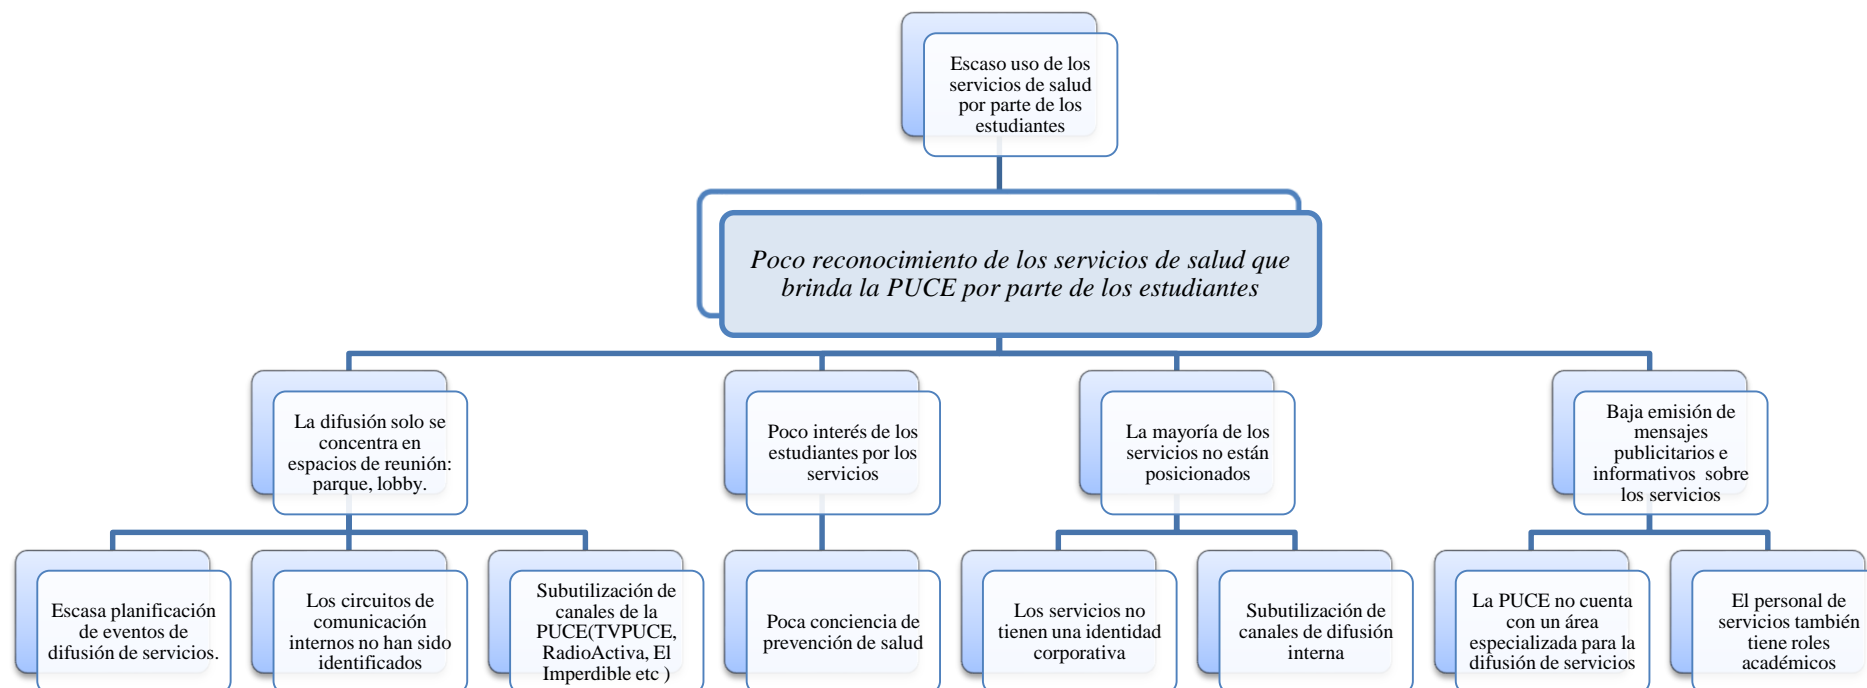 Escaso uso de los
servicios de salud
por parte de los
estudiantes
Poco reconocimiento de los servicios de salud que
brinda la PUCE por parte de los estudiantes
La difusión solo se
concentra en
espacios de reunión:
parque, lobby.
Poco interés de los
estudiantes por los
servicios
La mayoría de los
servicios no están
posicionados
Baja emisión de
mensajes
publicitarios e
informativos  sobre
los servicios
Escasa planificación
de eventos de
difusión de servicios.
Los circuitos de
comunicación
internos no han sido
identificados
Subutilización de
canales de la
PUCE(TVPUCE,
RadioActiva, El
Imperdible etc )
Poca conciencia de
prevención de salud
Los servicios no
tienen una identidad
corporativa
Subutilización de
canales de difusión
interna
La PUCE no cuenta
con un área
especializada para la
difusión de servicios
El personal de
servicios también
tiene roles
académicos